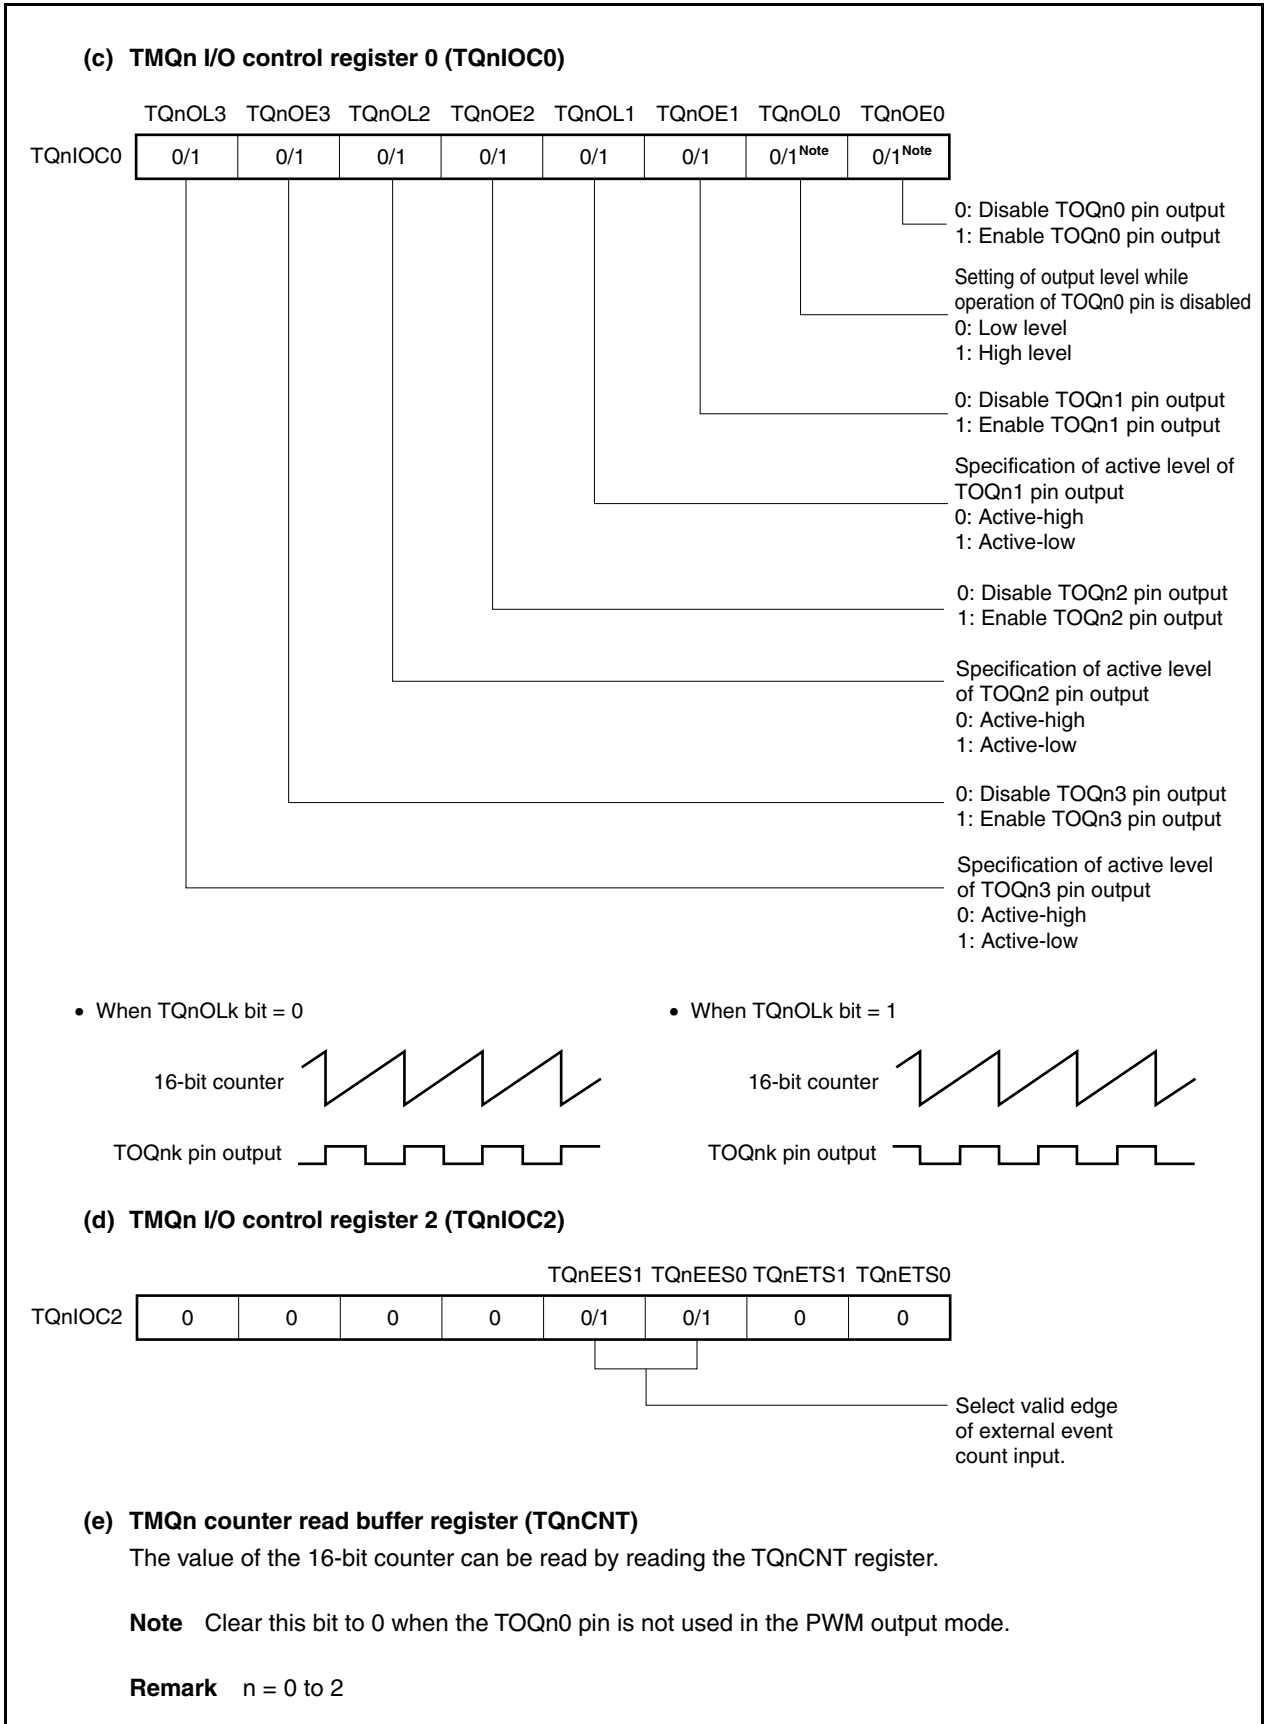 (c) TMQn I/O control register 0 (TQnIOC0)
TQnOL3 TQnOE3 TQnOL2 TQnOE2 TQnOL1 TQnOE1 TQnOL0 TQnOE0
TQnIOC0 0/1 0/1 0/1 0/1 0/1 0/1 0/1Note 0/1Note
0: Disable TOQn0 pin output
1: Enable TOQn0 pin output
Setting of output level while
operation of TOQn0 pin is disabled
0: Low level
1: High level
0: Disable TOQn1 pin output
1: Enable TOQn1 pin output
Specification of active level of
TOQn1 pin output
0: Active-high
1: Active-low
0: Disable TOQn2 pin output
1: Enable TOQn2 pin output
Specification of active level
of TOQn2 pin output
0: Active-high
1: Active-low
0: Disable TOQn3 pin output
1: Enable TOQn3 pin output
Specification of active level
of TOQn3 pin output
0: Active-high
1: Active-low
• When TQnOLk bit = 0
16-bit counter
TOQnk pin output
• When TQnOLk bit = 1
16-bit counter
TOQnk pin output
(d) TMQn I/O control register 2 (TQnIOC2)
TQnEES1 TQnEES0 TQnETS1 TQnETS0
TQnIOC2 0 0 0 0 0/1 0/1 0 0
Select valid edge
of external event
count input.
(e) TMQn counter read buffer register (TQnCNT)
The value of the 16-bit counter can be read by reading the TQnCNT register.
Note Clear this bit to 0 when the TOQn0 pin is not used in the PWM output mode.
Remark n = 0 to 2